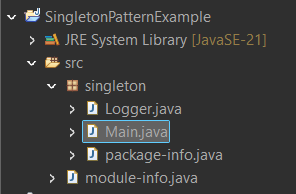 SingletonPatternExample
JRE System Library [JavaSE-21]
src
singleton
Logger.java
Main.java
package-info.java
module-info.java